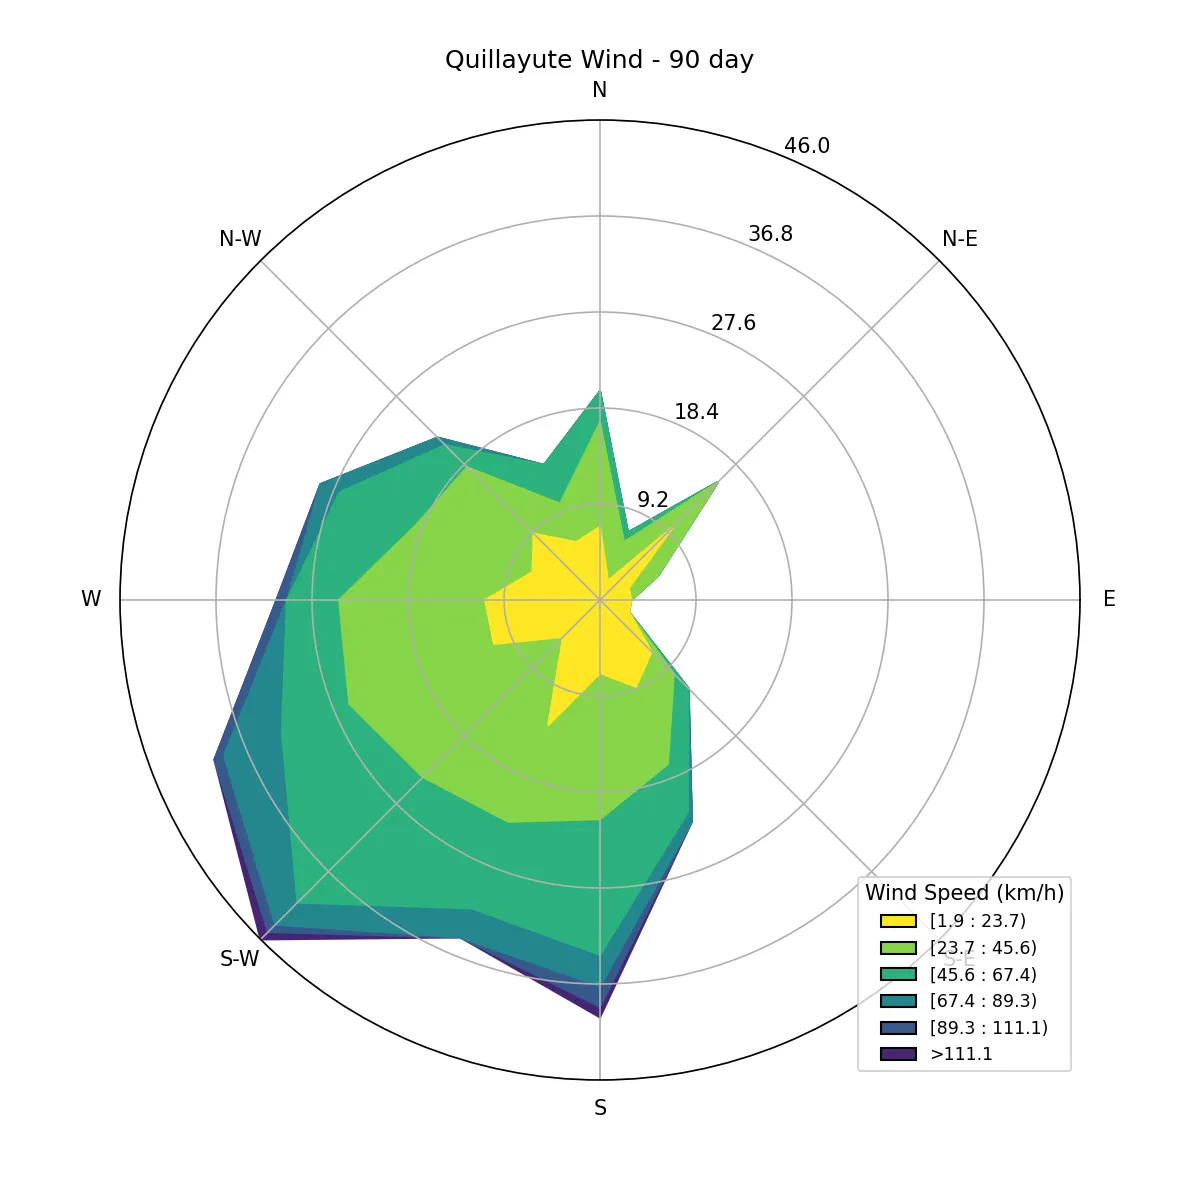 Quillayute Wind - 90 day
N
46.0
36.8
N-W
N-E
27.6
18.4
9.2
W
E
Wind Speed (km/h)
[1.9 : 23.7)
[23.7 : 45.6)
S-W
S-E
[45.6 : 67.4)
[67.4 : 89.3)
[89.3 : 111.1)
>111.1
S